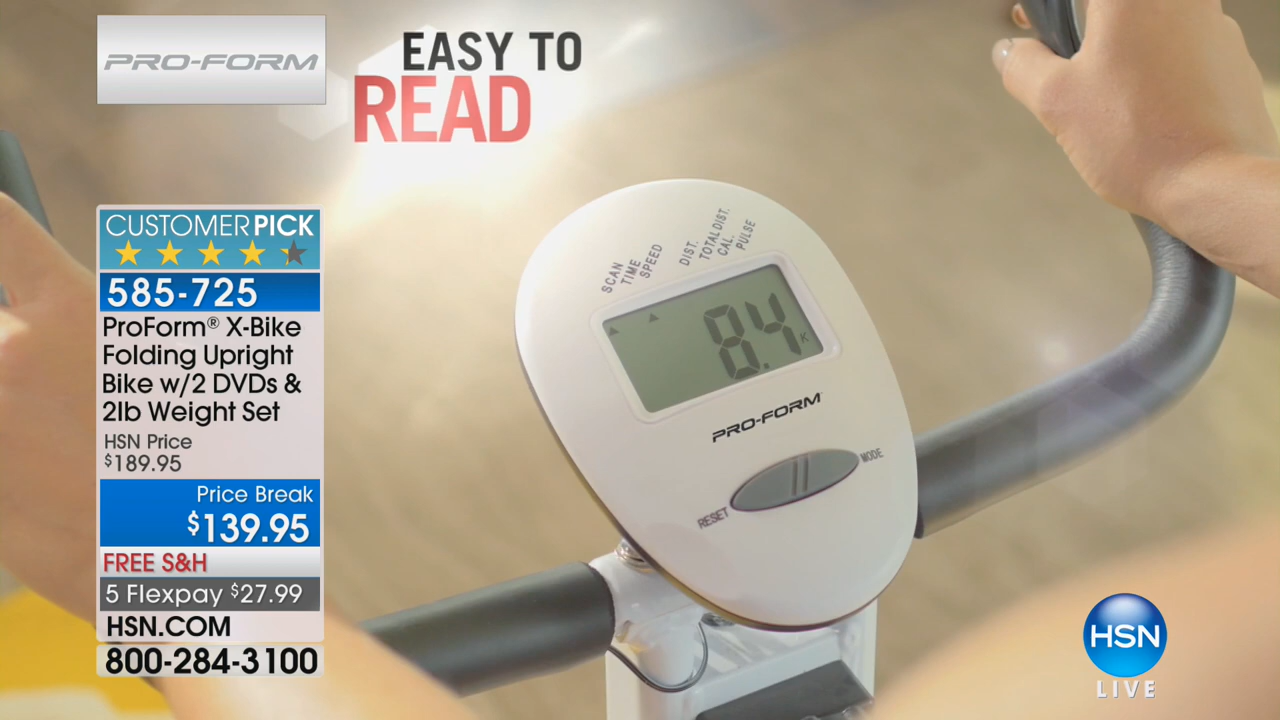 PRO-FORM
EASY TO
READ
CUSTOMER PICK
585-725
ProForm® X-Bike
Folding Upright
Bike w/2 DVDs &
2lb Weight Set
HSN Price
$189.95
Price Break
$139.95
FREE S&H
5 Flexpay $27.99
HSN.COM
800-284-3100
SCAN
TIME
SPEED
DIST.
TOTAL DIST.
CAL.
PULSE
8.4 K
PRO-FORM
RESET
MODE
HSN
LIVE